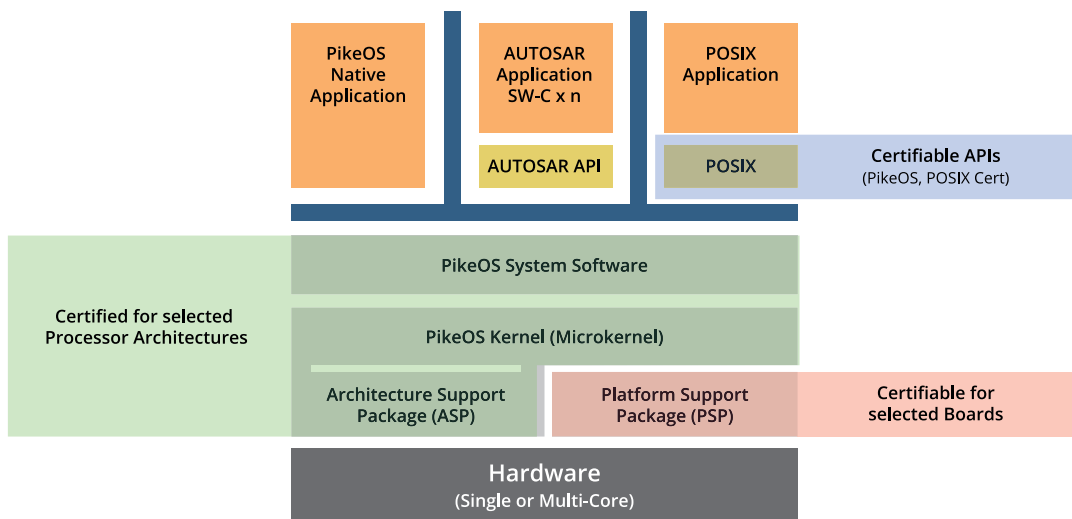 PikeOS
Native
Application
AUTOSAR
Application
SW-C x n
POSIX
Application
AUTOSAR API
POSIX
Certifiable APIs
(PikeOS, POSIX Cert)
PikeOS System Software
Certified for selected
Processor Architectures
PikeOS Kernel (Microkernel)
Architecture Support
Package (ASP)
Platform Support
Package (PSP)
Certifiable for
selected Boards
Hardware
(Single or Multi-Core)